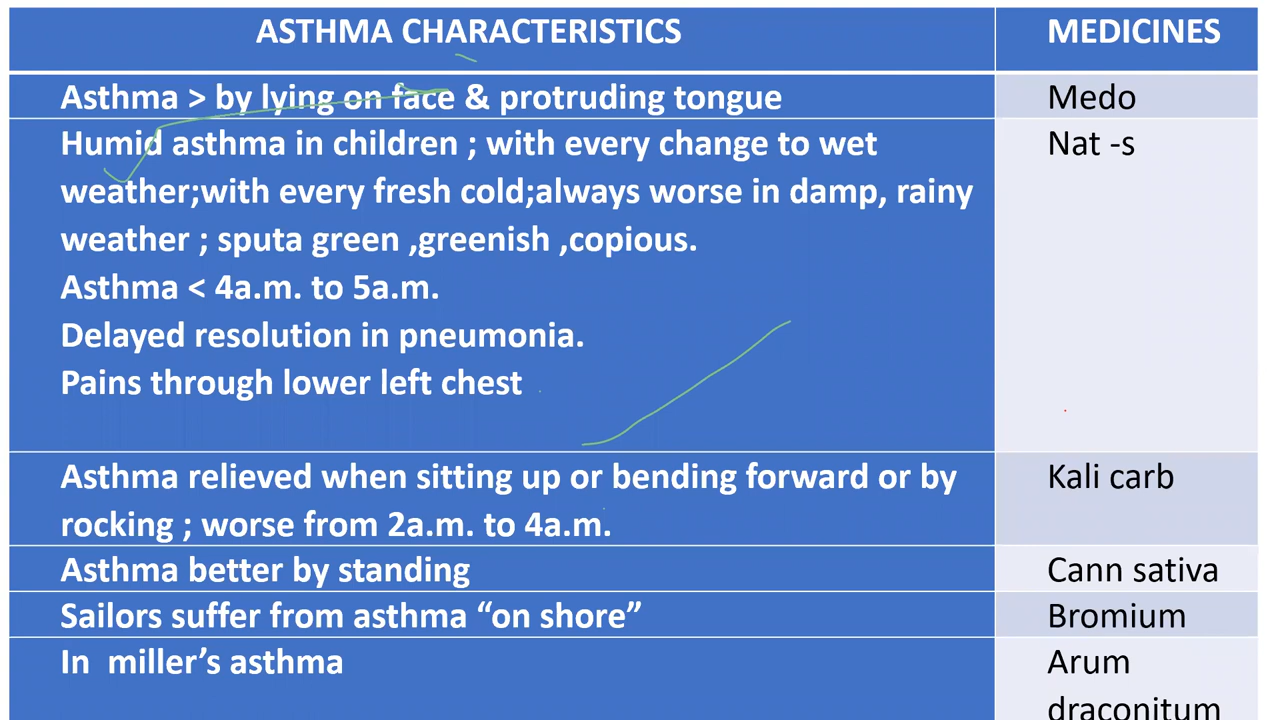 ASTHMA CHARACTERISTICS MEDICINES
Asthma > by lying on face & protruding tongue Medo
Humid asthma in children ; with every change to wet Nat -s
weather;with every fresh cold;always worse in damp, rainy
weather ; sputa green ,greenish ,copious.
Asthma < 4a.m. to 5a.m.
Delayed resolution in pneumonia.
Pains through lower left chest
Asthma relieved when sitting up or bending forward or by Kali carb
rocking ; worse from 2a.m. to 4a.m.
Asthma better by standing Cann sativa
Sailors suffer from asthma “on shore” Bromium
In miller’s asthma Arum
draconitum